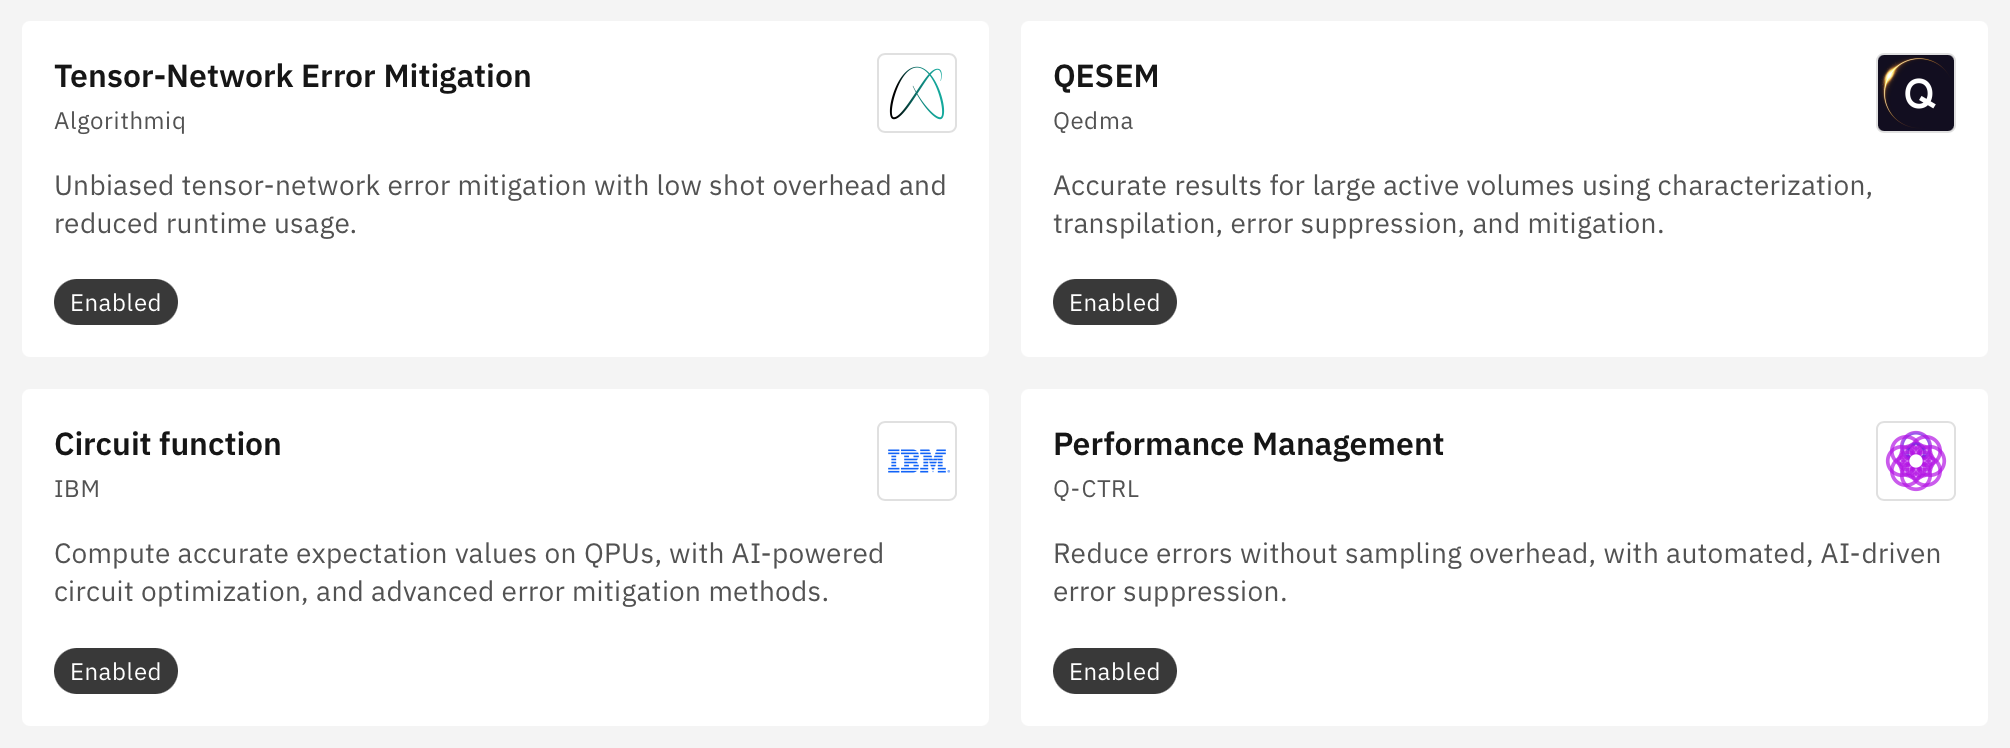 Tensor-Network Error Mitigation
Algorithmiq
Unbiased tensor-network error mitigation with low shot overhead and
reduced runtime usage.
Enabled
QESEM
Qedma
Q
Accurate results for large active volumes using characterization,
transpilation, error suppression, and mitigation.
Enabled
Circuit function
IBM
IBM
Compute accurate expectation values on QPUs, with AI-powered
circuit optimization, and advanced error mitigation methods.
Enabled
Performance Management
Q-CTRL
Reduce errors without sampling overhead, with automated, AI-driven
error suppression.
Enabled